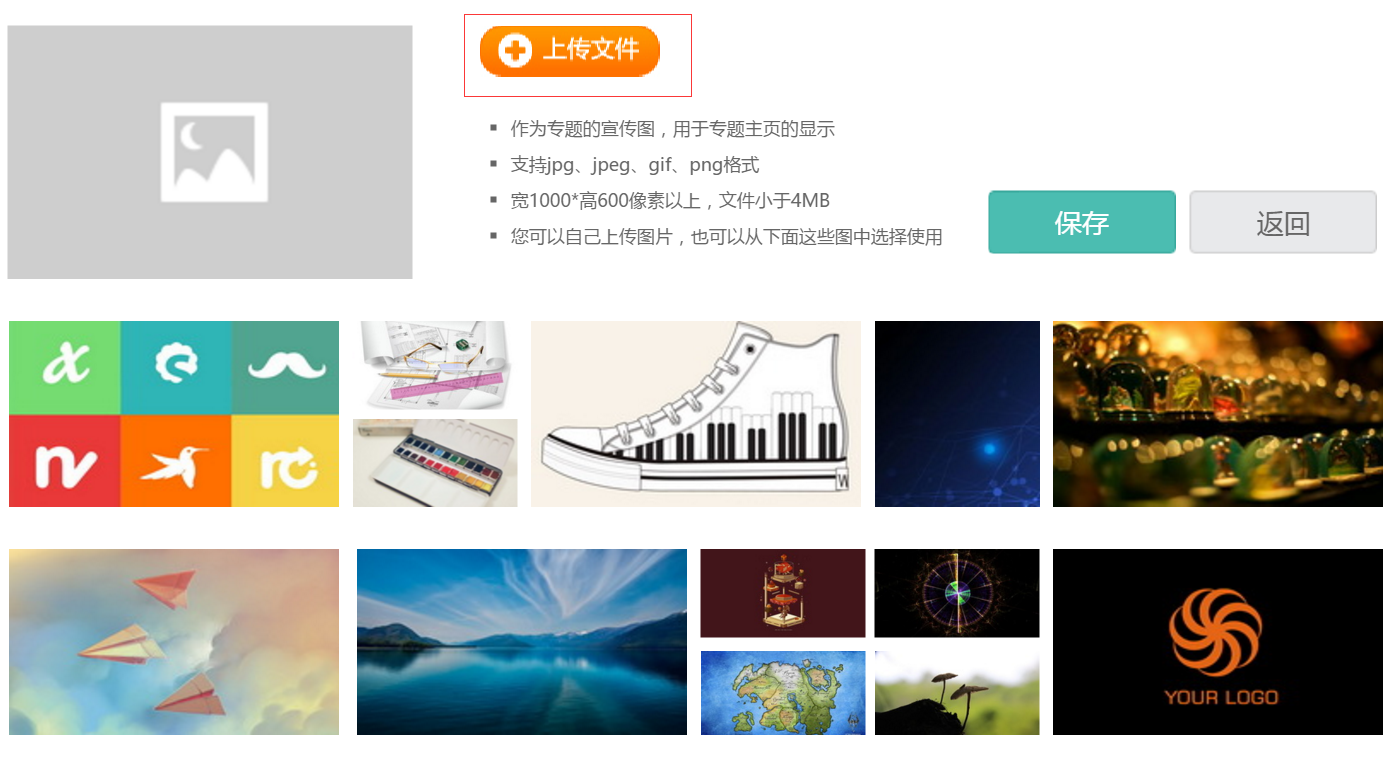 上传文件
作为专题的宣传图，用于专题主页的显示
支持jpg、jpeg、gif、png格式
宽1000*高600像素以上，文件小于4MB
您可以自己上传图片，也可以从下面这些图中选择使用
保存
返回
W
YOUR LOGO